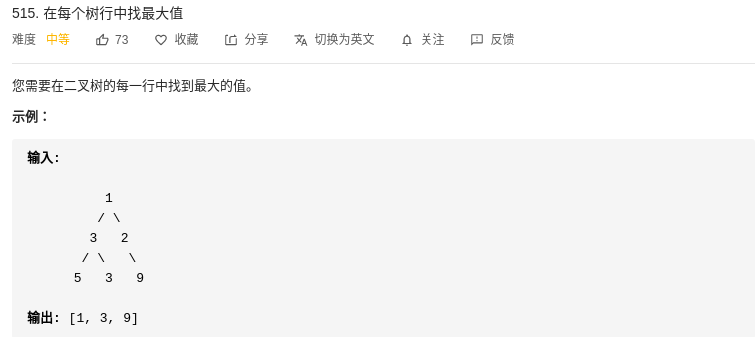 515. 在每个树行中找最大值
难度 中等 73 收藏 分享 切换为英文 关注 反馈
您需要在二叉树的每一行中找到最大的值。
示例：
输入:
1
/ \
3 2
/ \ \
5 3 9
输出: [1, 3, 9]